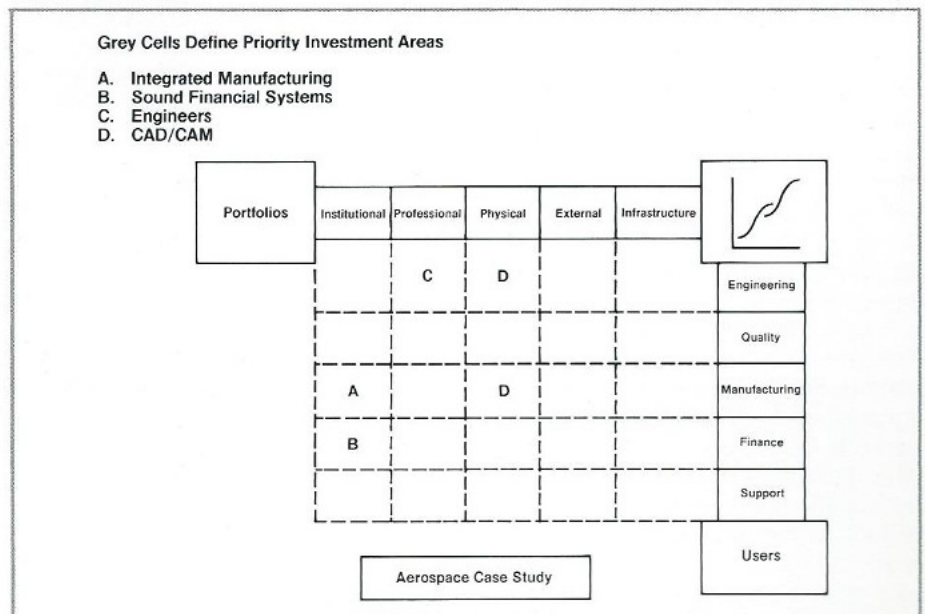 Grey Cells Define Priority Investment Areas
A. Integrated Manufacturing
B. Sound Financial Systems
C. Engineers
D. CAD/CAM
Portfolios
Institutional
Professional
Physical
External
Infrastructure
C
D
Engineering
Quality
A
D
Manufacturing
B
Finance
Support
Users
Aerospace Case Study